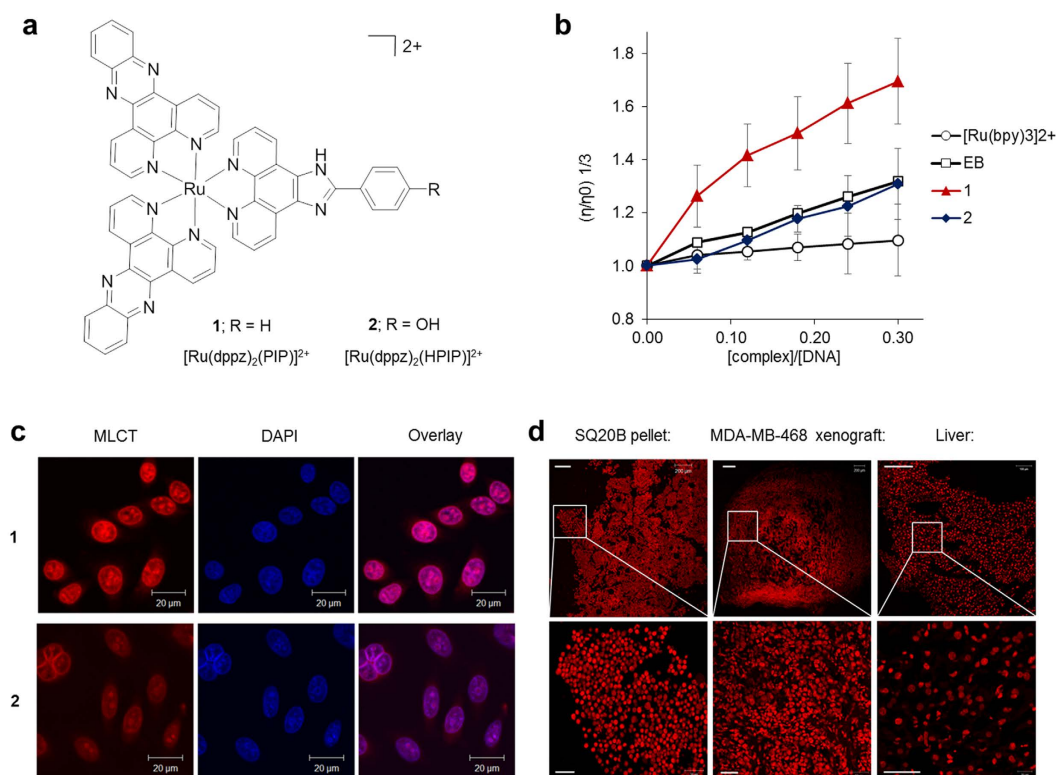 a
2+
N
N
N
N
N
H
N
N
Ru
R
N
N
N
N
N
N
1; R = H
2; R = OH
[Ru(dppz)₂(PIP)]²⁺
[Ru(dppz)₂(HPIP)]²⁺
b
1.8
1.6
1.4
1.2
1.0
0.8
(η/η0) 1/3
0.00
0.10
0.20
0.30
[complex]/[DNA]
[Ru(bpy)3]2+
EB
1
2
c
MLCT
DAPI
Overlay
1
20 µm
20 µm
20 µm
2
20 µm
20 µm
20 µm
d
SQ20B pellet:
MDA-MB-468 xenograft:
Liver:
200 µm